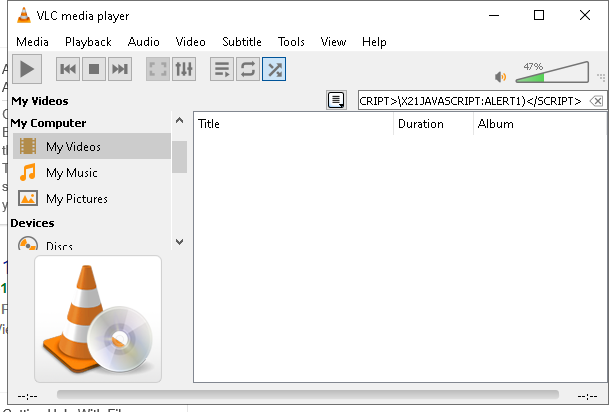 VLC media player
Media Playback Audio Video Subtitle Tools View Help
47%
My Videos
CRIPT>\X21JAVASCRIPT:ALERT1)</SCRIPT>
My Computer
Title Duration Album
My Videos
My Music
My Pictures
Devices
Discs
--:-- --:--